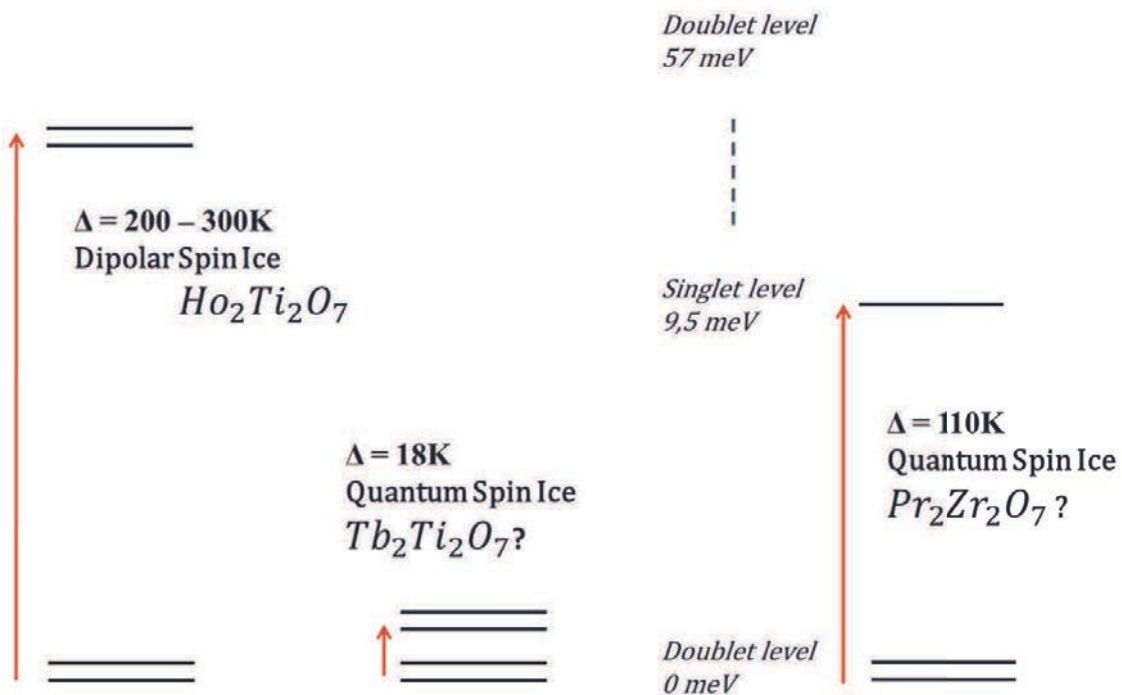 Doublet level
57 meV
Δ = 200 – 300K
Dipolar Spin Ice
Ho₂Ti₂O₇
Singlet level
9,5 meV
Δ = 18K
Quantum Spin Ice
Tb₂Ti₂O₇?
Δ = 110K
Quantum Spin Ice
Pr₂Zr₂O₇ ?
Doublet level
0 meV